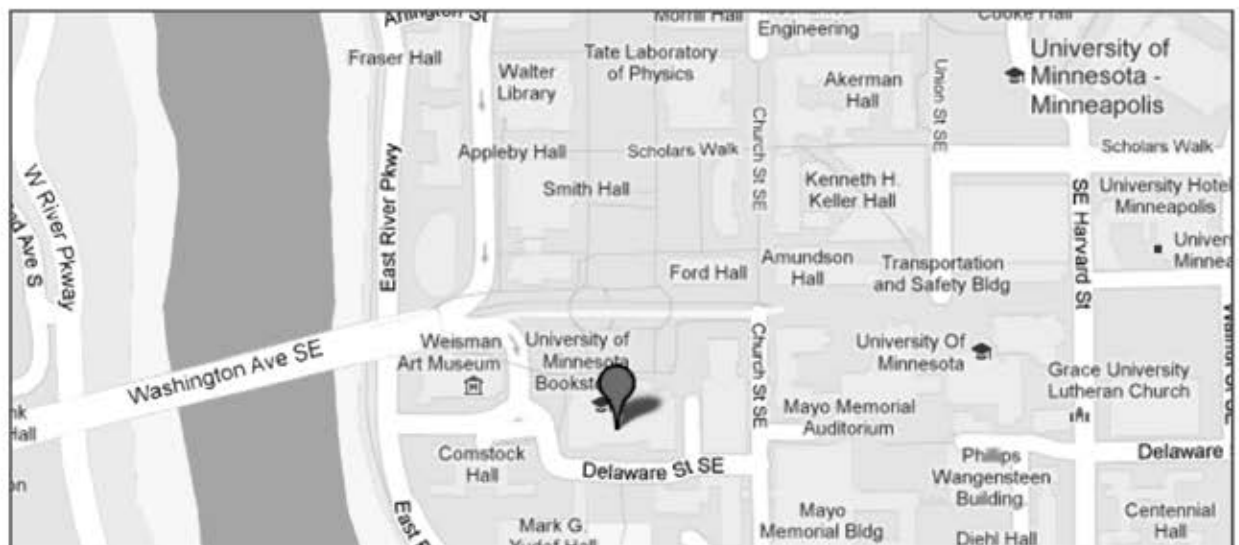 Arlington St
Morrill Hall
Engineering
Cooke Hall
Fraser Hall
Tate Laboratory
of Physics
Walter
Library
Akerman
Hall
Union St SE
University of
Minnesota -
Minneapolis
Appleby Hall
Scholars Walk
Church St SE
Scholars Walk
Smith Hall
Kenneth H.
Keller Hall
University Hotel
Minneapolis
W River Pkwy
East River Pkwy
SE Harvard St
Ford Hall
Amundson
Hall
Transportation
and Safety Bldg
Washington Ave SE
Weisman
Art Museum
University of
Minnesota
Church St SE
University Of
Minnesota
Grace University
Lutheran Church
Mayo Memorial
Auditorium
Comstock
Hall
Delaware St SE
Phillips
Wangensteen
Building
Delaware
Mark G.
Mayo
Memorial Bldg
Diehl Hall
Centennial
Hall